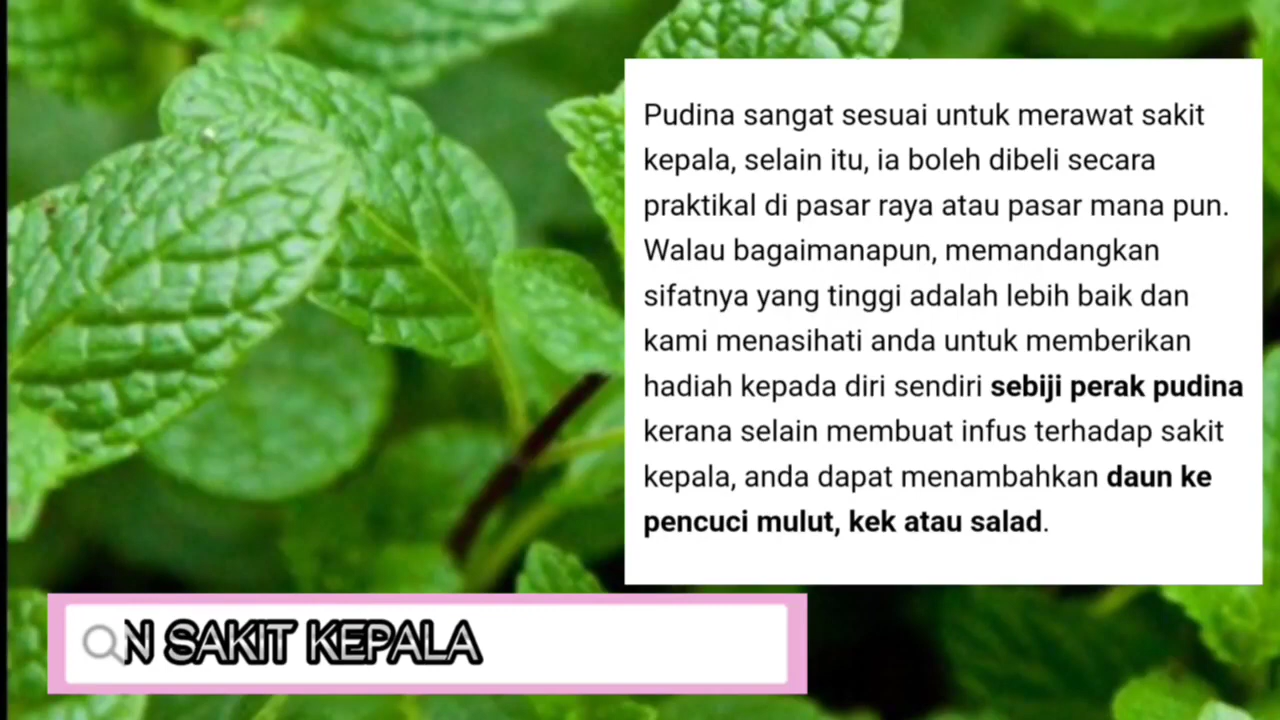 Pudina sangat sesuai untuk merawat sakit
kepala, selain itu, ia boleh dibeli secara
praktikal di pasar raya atau pasar mana pun.
Walau bagaimanapun, memandangkan
sifatnya yang tinggi adalah lebih baik dan
kami menasihati anda untuk memberikan
hadiah kepada diri sendiri sebiji perak pudina
kerana selain membuat infus terhadap sakit
kepala, anda dapat menambahkan daun ke
pencuci mulut, kek atau salad.
N SAKIT KEPALA